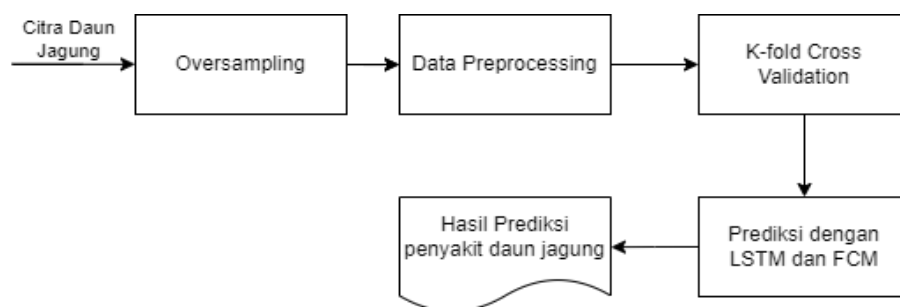 Citra Daun
Jagung
Oversampling
Data Preprocessing
K-fold Cross
Validation
Prediksi dengan
LSTM dan FCM
Hasil Prediksi
penyakit daun jagung